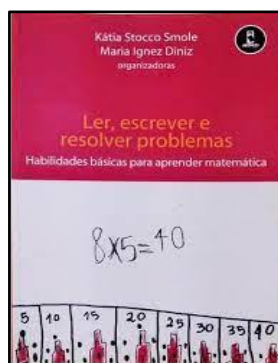 Kátia Stocco Smole
Maria Ignez Diniz
organizadoras
Ler, escrever e
resolver problemas
Habilidades básicas para aprender matemática
8x5=40
5 10 15 20 25 30 35 40